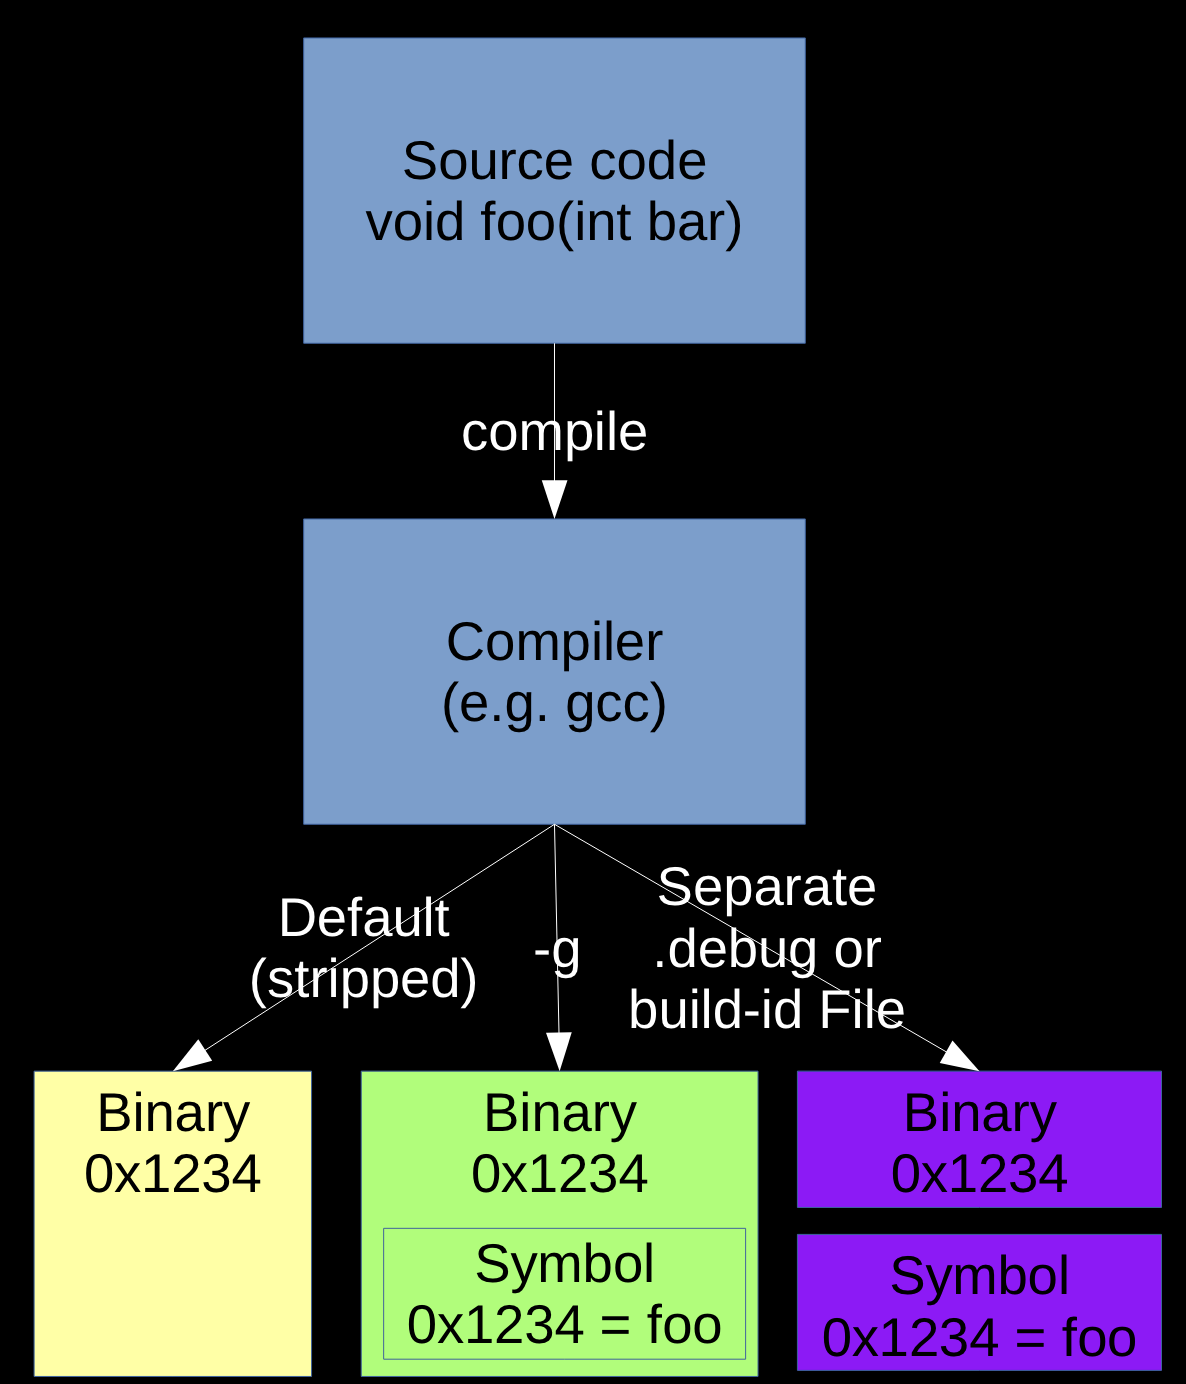 Source code
void foo(int bar)
compile
Compiler
(e.g. gcc)
Default
(stripped)
-g
Separate
.debug or
build-id File
Binary
0x1234
Binary
0x1234
Symbol
0x1234 = foo
Binary
0x1234
Symbol
0x1234 = foo